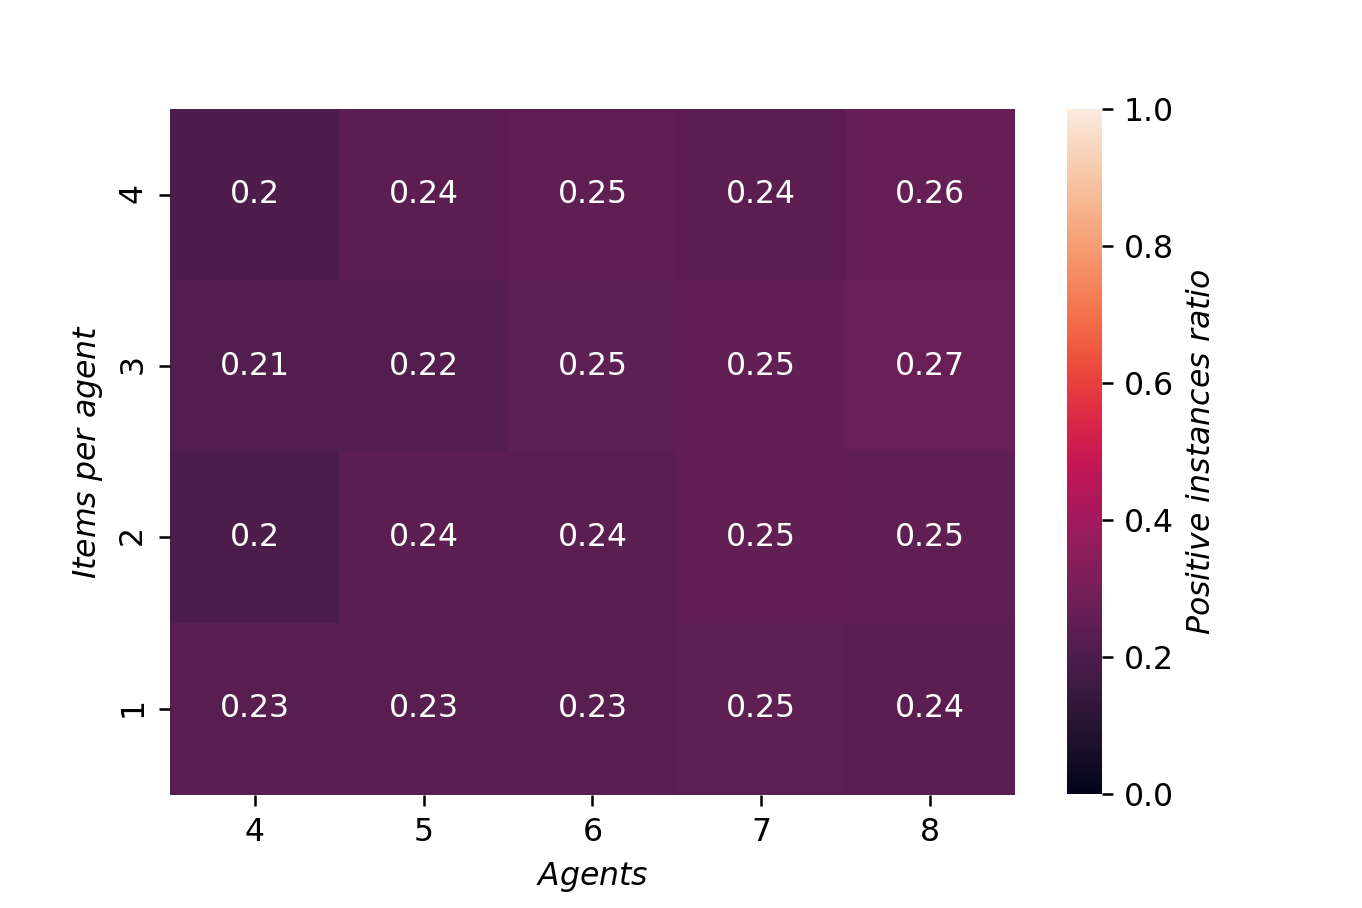 4
0.2 0.24 0.25 0.24 0.26
3
0.21 0.22 0.25 0.25 0.27
2
0.2 0.24 0.24 0.25 0.25
1
0.23 0.23 0.23 0.25 0.24
Items per agent
4 5 6 7 8
Agents
1.0
0.8
0.6
0.4
0.2
0.0
Positive instances ratio